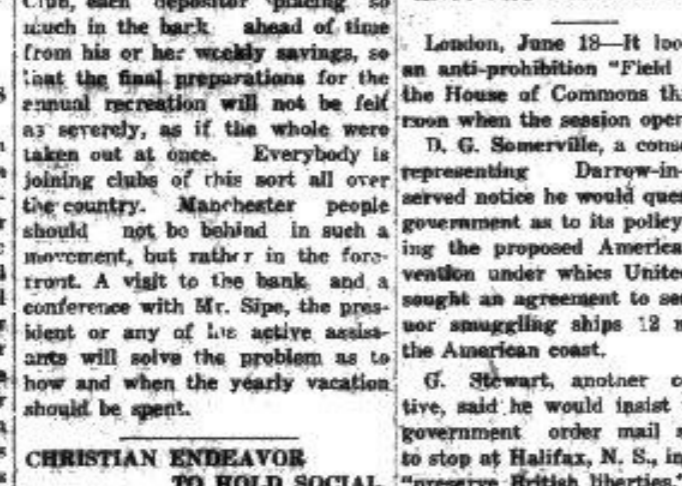 Club, each depositor placing so
much in the bank ahead of time
from his or her weekly savings, so
that the final preparations for the
annual recreation will not be felt
as severely, as if the whole were
taken out at once. Everybody is
joining clubs of this sort all over
the country. Manchester people
should not be behind in such a
movement, but rather in the fore-
front. A visit to the bank and a
conference with Mr. Sipe, the pres-
ident or any of his active assist-
ants will solve the problem as to
how and when the yearly vacation
should be spent.
CHRISTIAN ENDEAVOR
TO HOLD SOCIAL
London, June 18—It loo
an anti-prohibition "Field
the House of Commons th
noon when the session open
D. G. Somerville, a cons
representing Darrow-in-
served notice he would ques
government as to its policy
ing the proposed America
vention under whics Unite
sought an agreement to se
uor smuggling ships 12 m
the American coast.
G. Stewart, another c
tive, said he would insist
government order mail s
to stop at Halifax, N. S., in
"preserve British liberties."